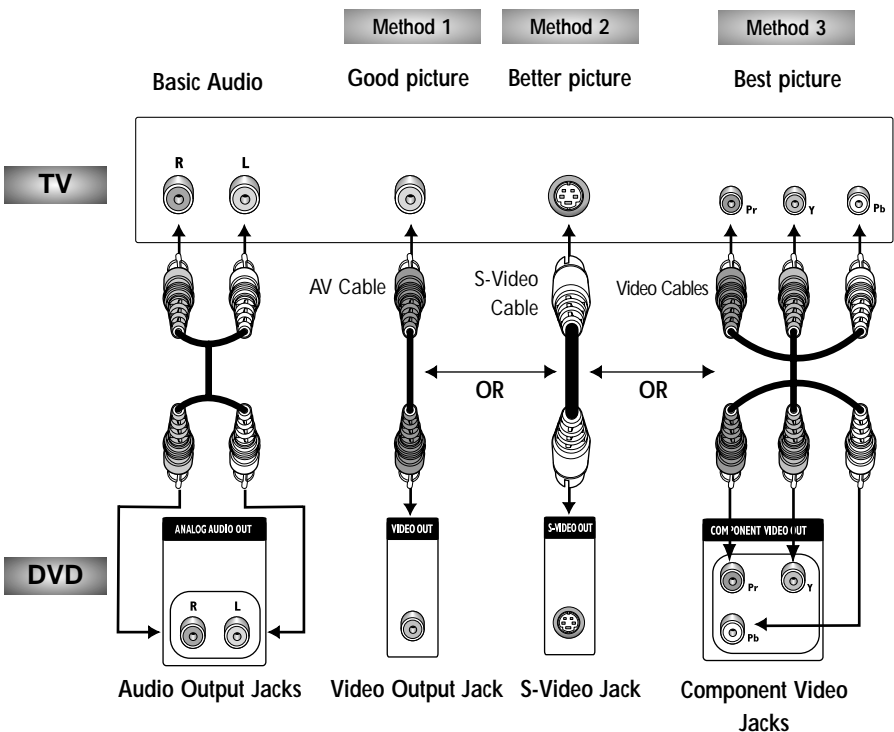 Method 1
Method 2
Method 3
Basic Audio
Good picture
Better picture
Best picture
TV
R
L
Pr
Y
Pb
AV Cable
S-Video
Cable
Video Cables
OR
OR
DVD
ANALOG AUDIO OUT
R
L
VIDEO OUT
S-VIDEO OUT
COMPONENT VIDEO OUT
Pr
Y
Pb
Audio Output Jacks
Video Output Jack
S-Video Jack
Component Video
Jacks